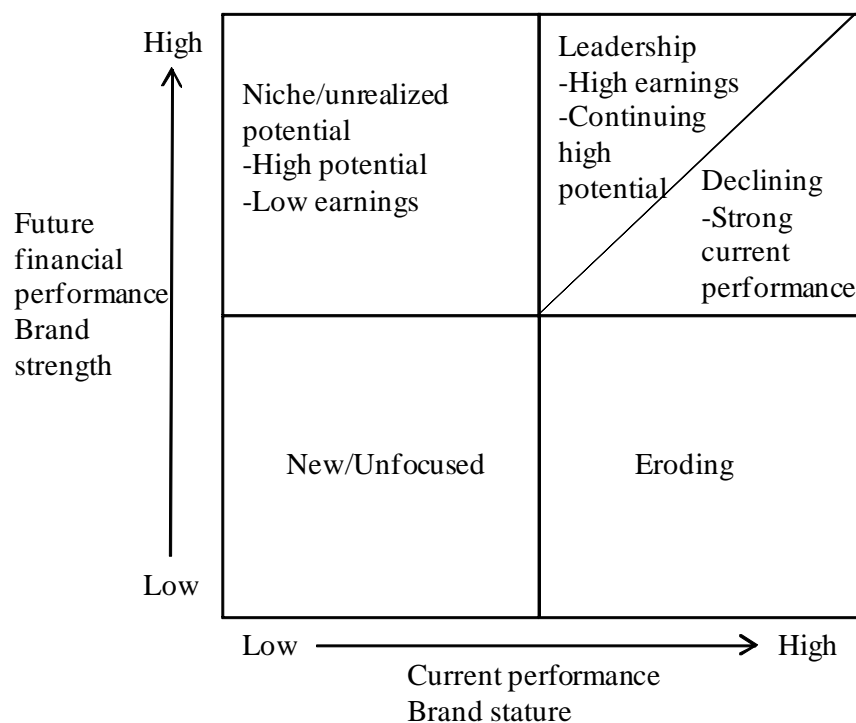 High
Future
financial
performance
Brand
strength
Low
Niche/unrealized
potential
-High potential
-Low earnings
Leadership
-High earnings
-Continuing
high
potential
Declining
-Strong
current
performance
New/Unfocused
Eroding
Low
High
Current performance
Brand stature